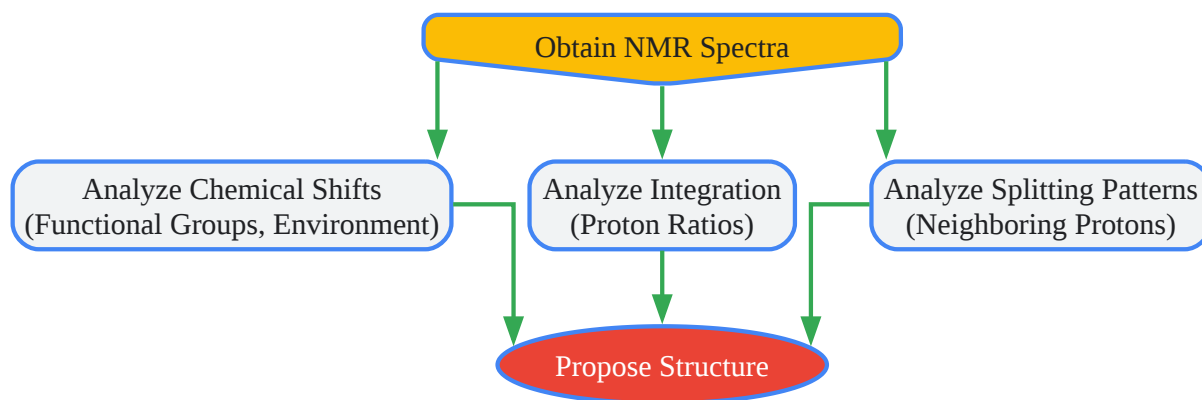 Obtain NMR Spectra
Analyze Chemical Shifts
(Functional Groups, Environment)
Analyze Integration
(Proton Ratios)
Analyze Splitting Patterns
(Neighboring Protons)
Propose Structure